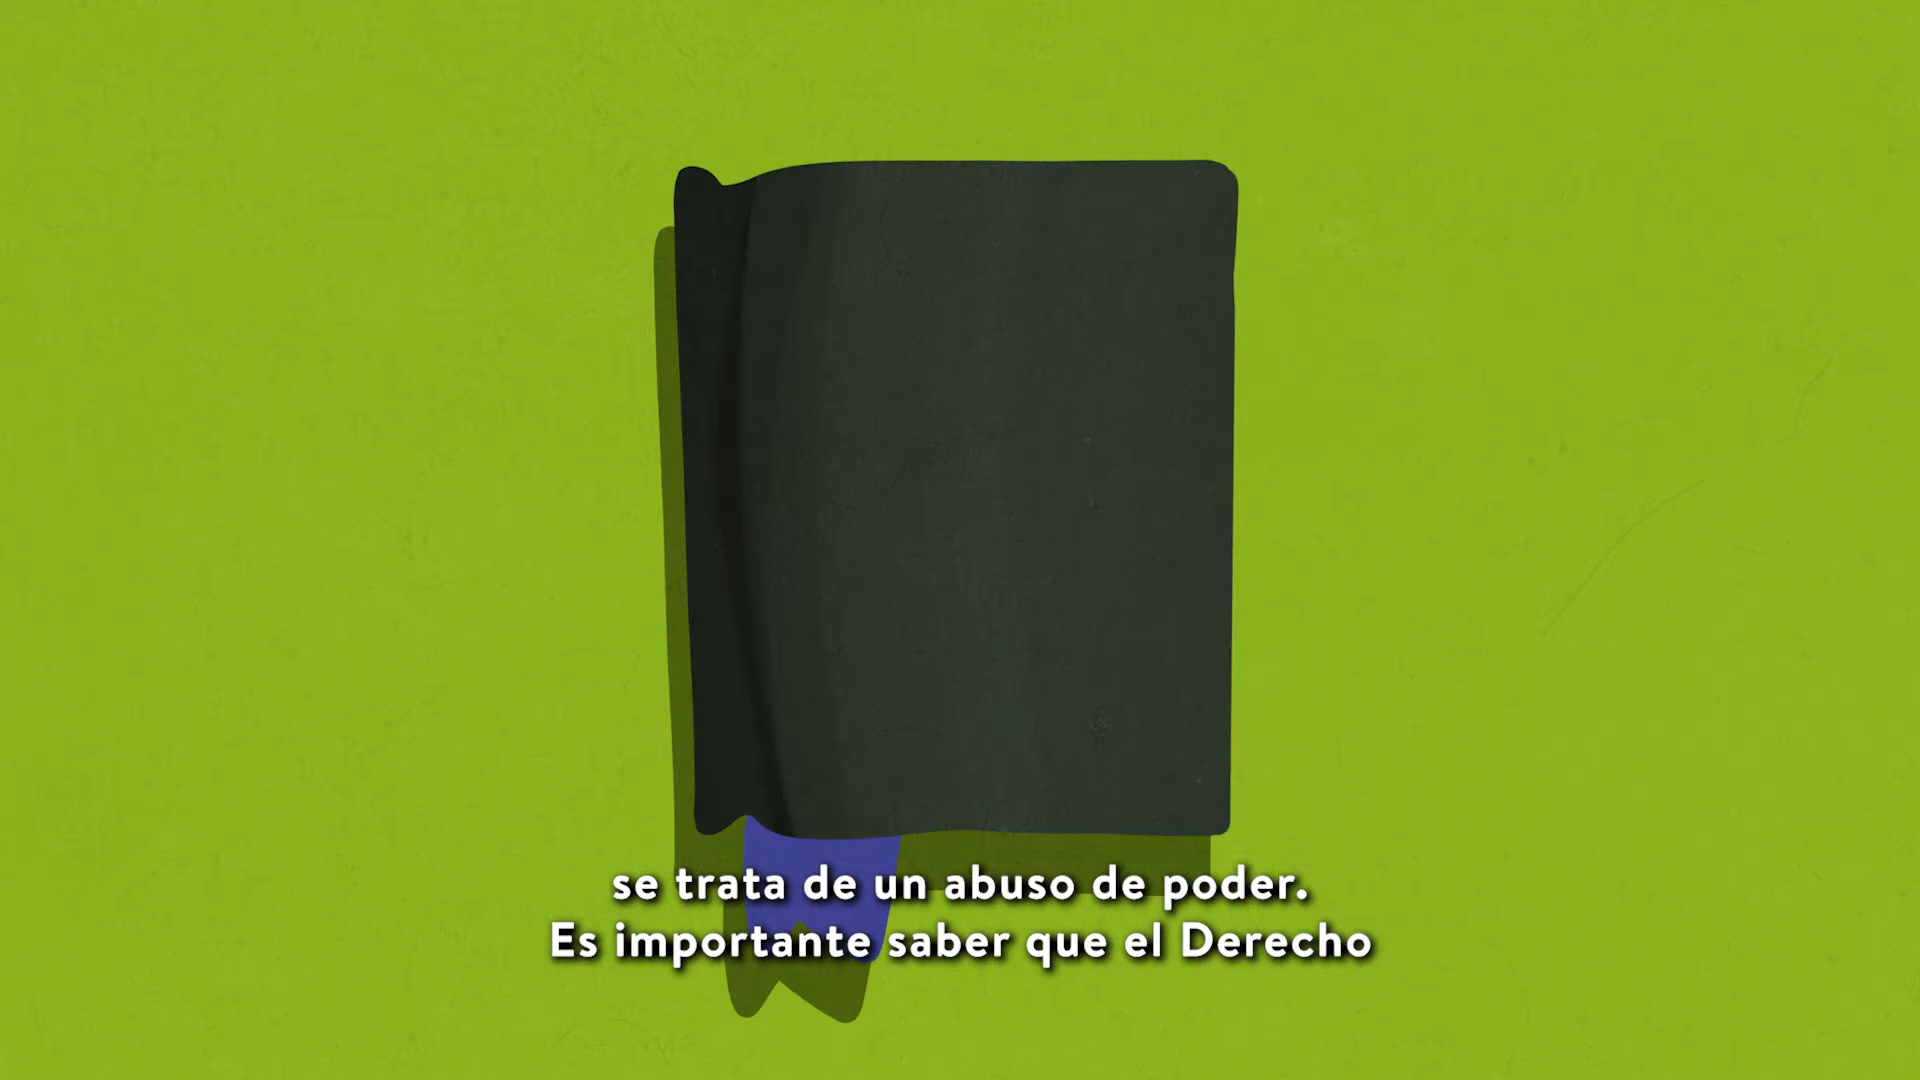 se trata de un abuso de poder.
Es importante saber que el Derecho